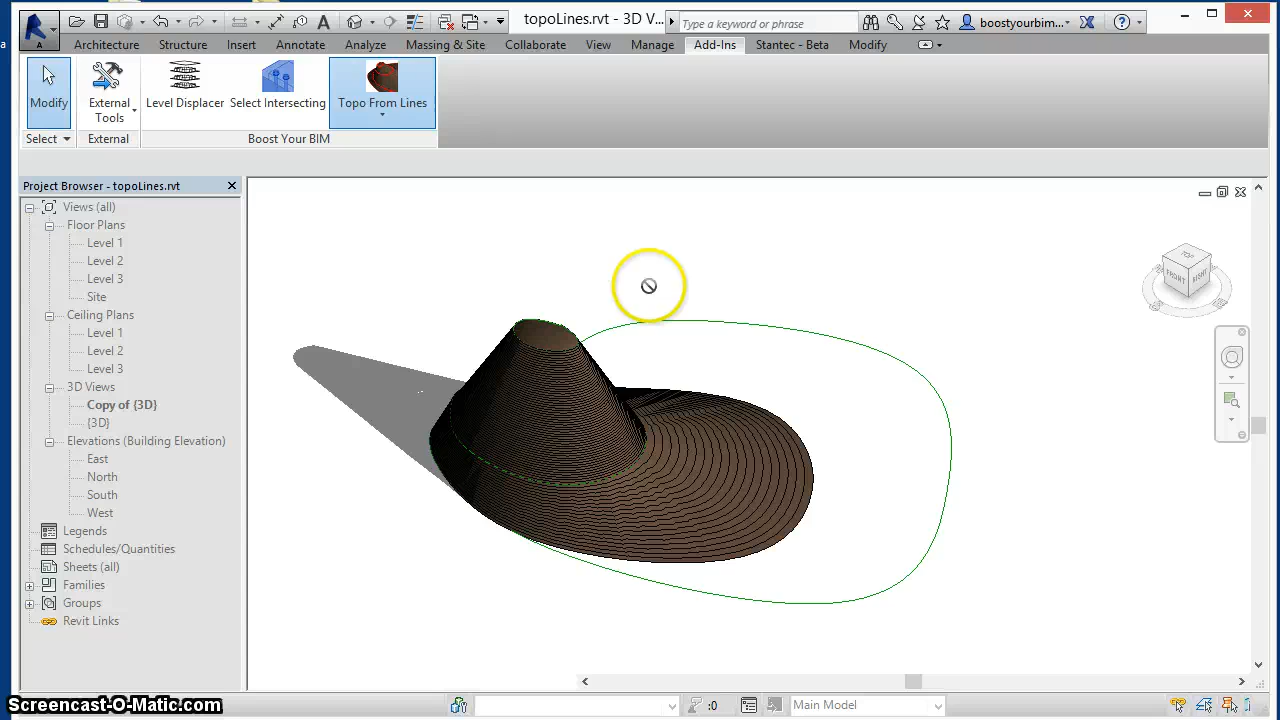 topoLines.rvt - 3D V...
Type a keyword or phrase
boostyourbim...
Architecture Structure Insert Annotate Analyze Massing & Site Collaborate View Manage Add-Ins Stantec - Beta Modify
Modify
External Tools
Level Displacer
Select Intersecting
Topo From Lines
Select
External
Boost Your BIM
Project Browser - topoLines.rvt
Views (all)
Floor Plans
Level 1
Level 2
Level 3
Site
Ceiling Plans
Level 1
Level 2
Level 3
3D Views
Copy of {3D}
{3D}
Elevations (Building Elevation)
East
North
South
West
Legends
Schedules/Quantities
Sheets (all)
Families
Groups
Revit Links
TOP
FRONT
RIGHT
:0
Main Model
Screencast-O-Matic.com